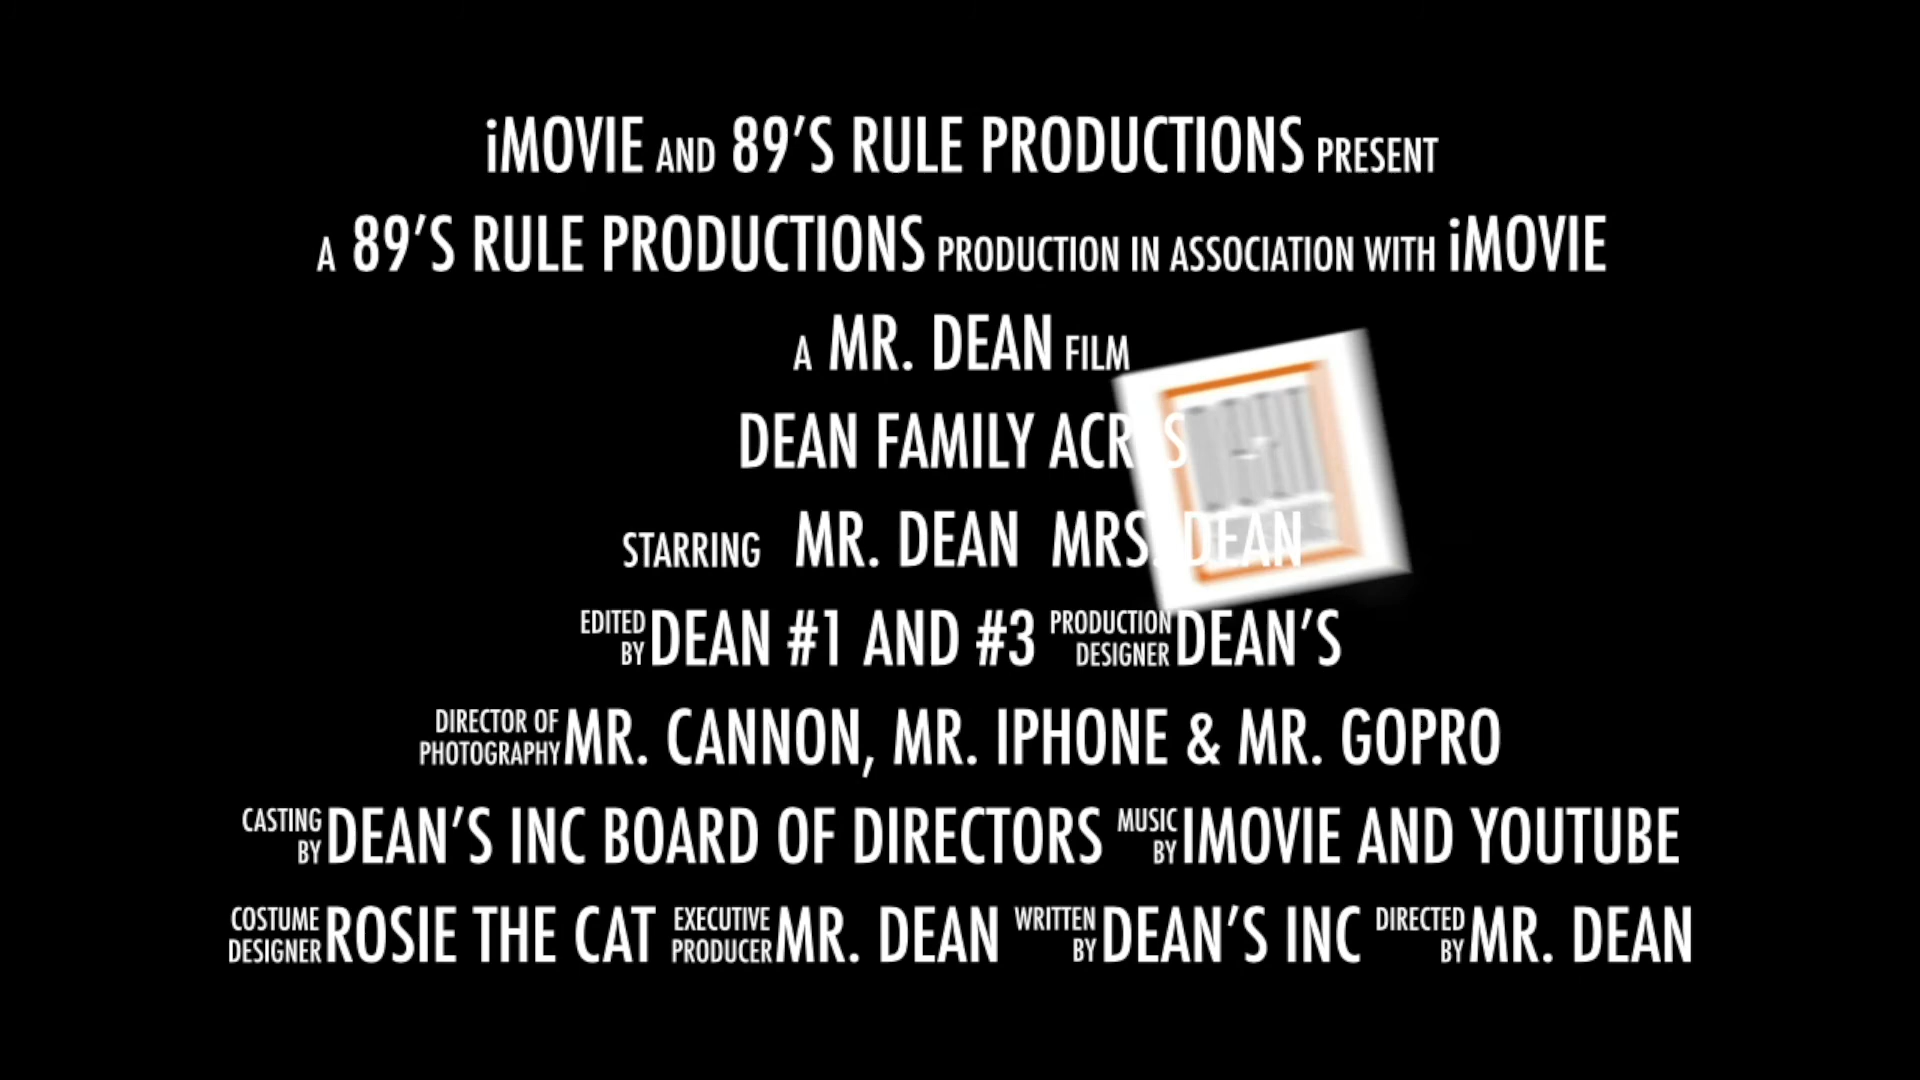 iMOVIE AND 89'S RULE PRODUCTIONS PRESENT
A 89'S RULE PRODUCTIONS PRODUCTION IN ASSOCIATION WITH iMOVIE
A MR. DEAN FILM
DEAN FAMILY ACRES
STARRING MR. DEAN MRS. DEAN
EDITED BY DEAN #1 AND #3 PRODUCTION DESIGNER DEAN'S
DIRECTOR OF PHOTOGRAPHY MR. CANNON, MR. IPHONE & MR. GOPRO
CASTING BY DEAN'S INC BOARD OF DIRECTORS MUSIC BY IMOVIE AND YOUTUBE
COSTUME DESIGNER ROSIE THE CAT EXECUTIVE PRODUCER MR. DEAN WRITTEN BY DEAN'S INC DIRECTED BY MR. DEAN